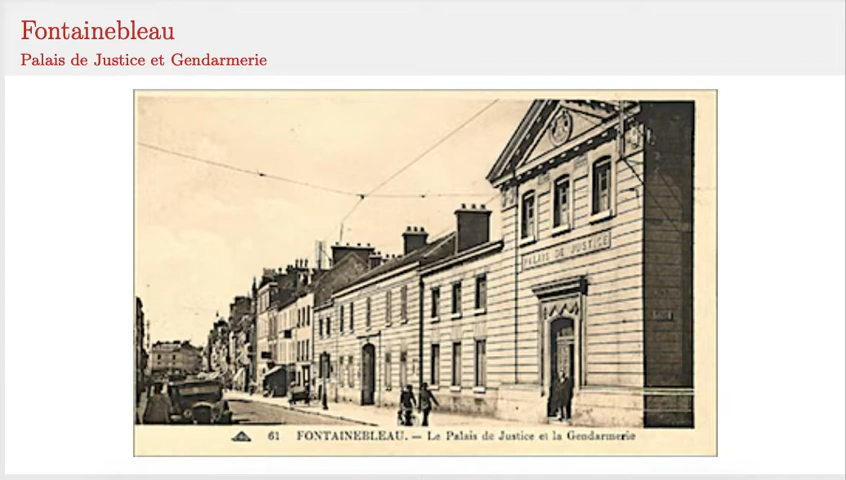 Fontainebleau
Palais de Justice et Gendarmerie
PALAIS DE JUSTICE
61 FONTAINEBLEAU. — Le Palais de Justice et la Gendarmerie